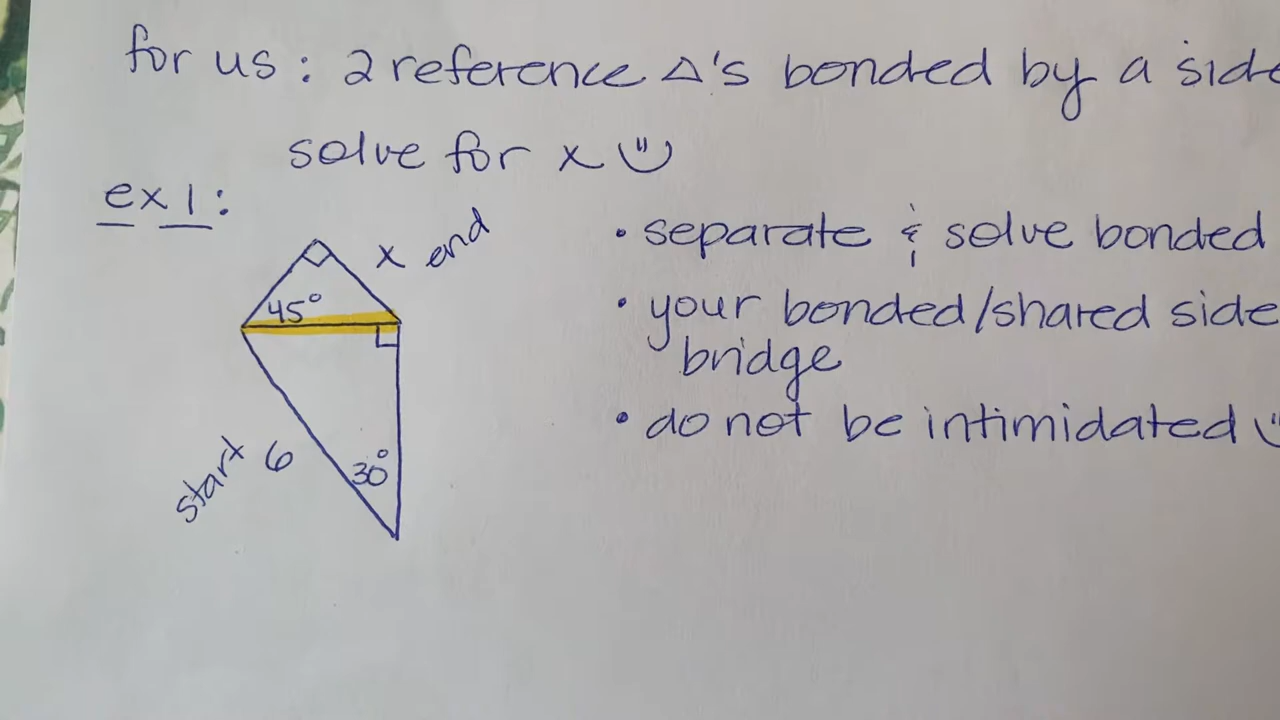 for us: 2 reference △'s bonded by a side
solve for x
ex 1:
x end
45°
start 6
30°
• separate & solve bonded
• your bonded/shared side
bridge
• do not be intimidated